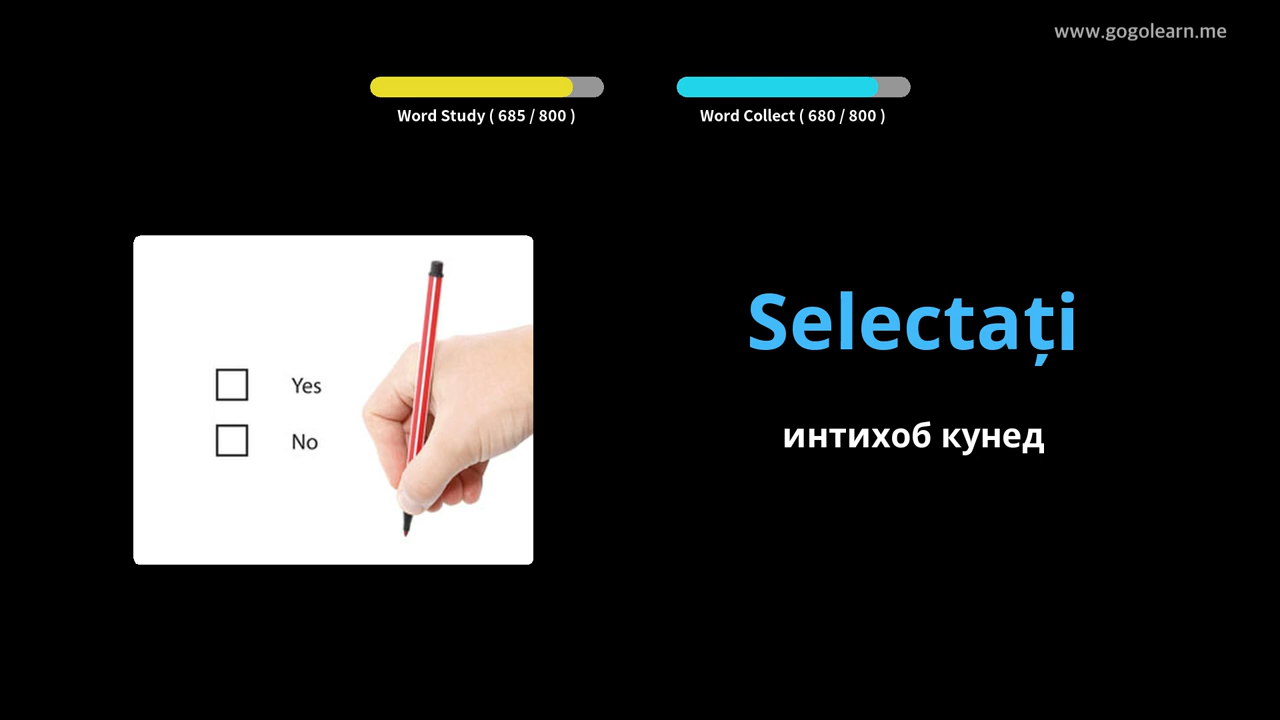 www.gogolearn.me
Word Study ( 685 / 800 )
Word Collect ( 680 / 800 )
Yes
No
Selectați
интихоб кунед